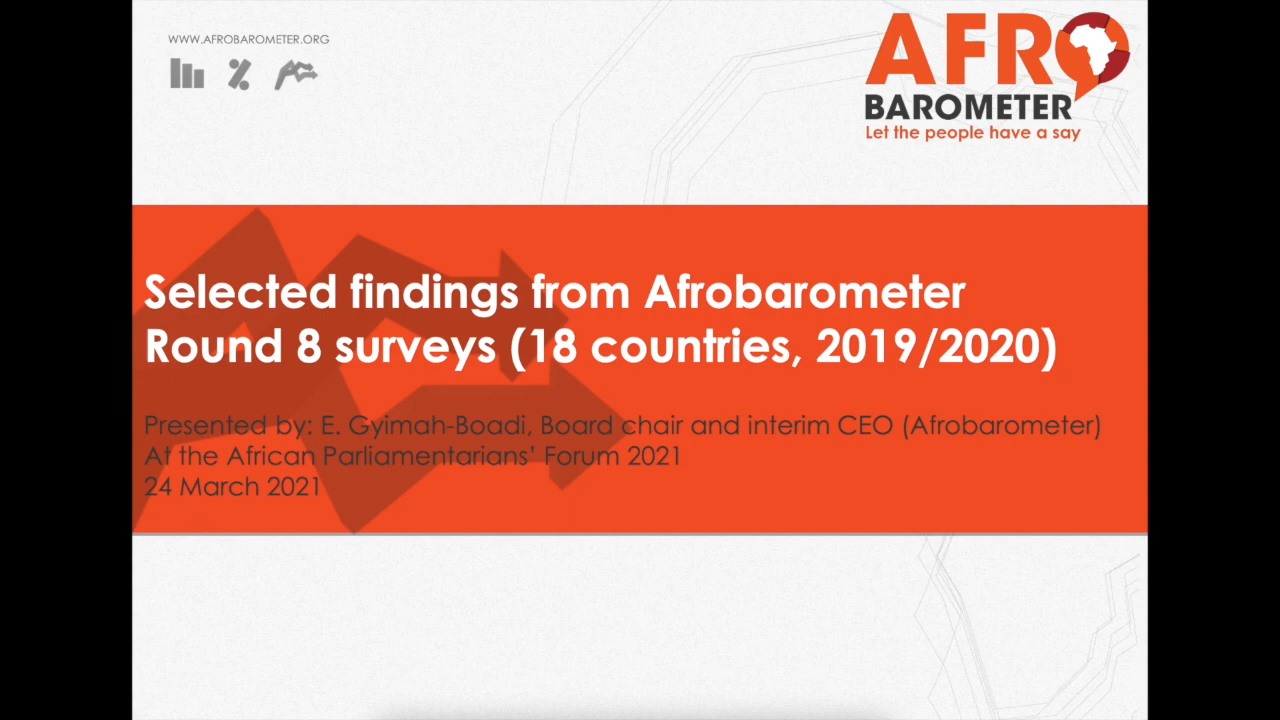 WWW.AFROBAROMETER.ORG
AFRO
BAROMETER
Let the people have a say
Selected findings from Afrobarometer
Round 8 surveys (18 countries, 2019/2020)
Presented by: E. Gyimah-Boadi, Board chair and interim CEO (Afrobarometer)
At the African Parliamentarians’ Forum 2021
24 March 2021